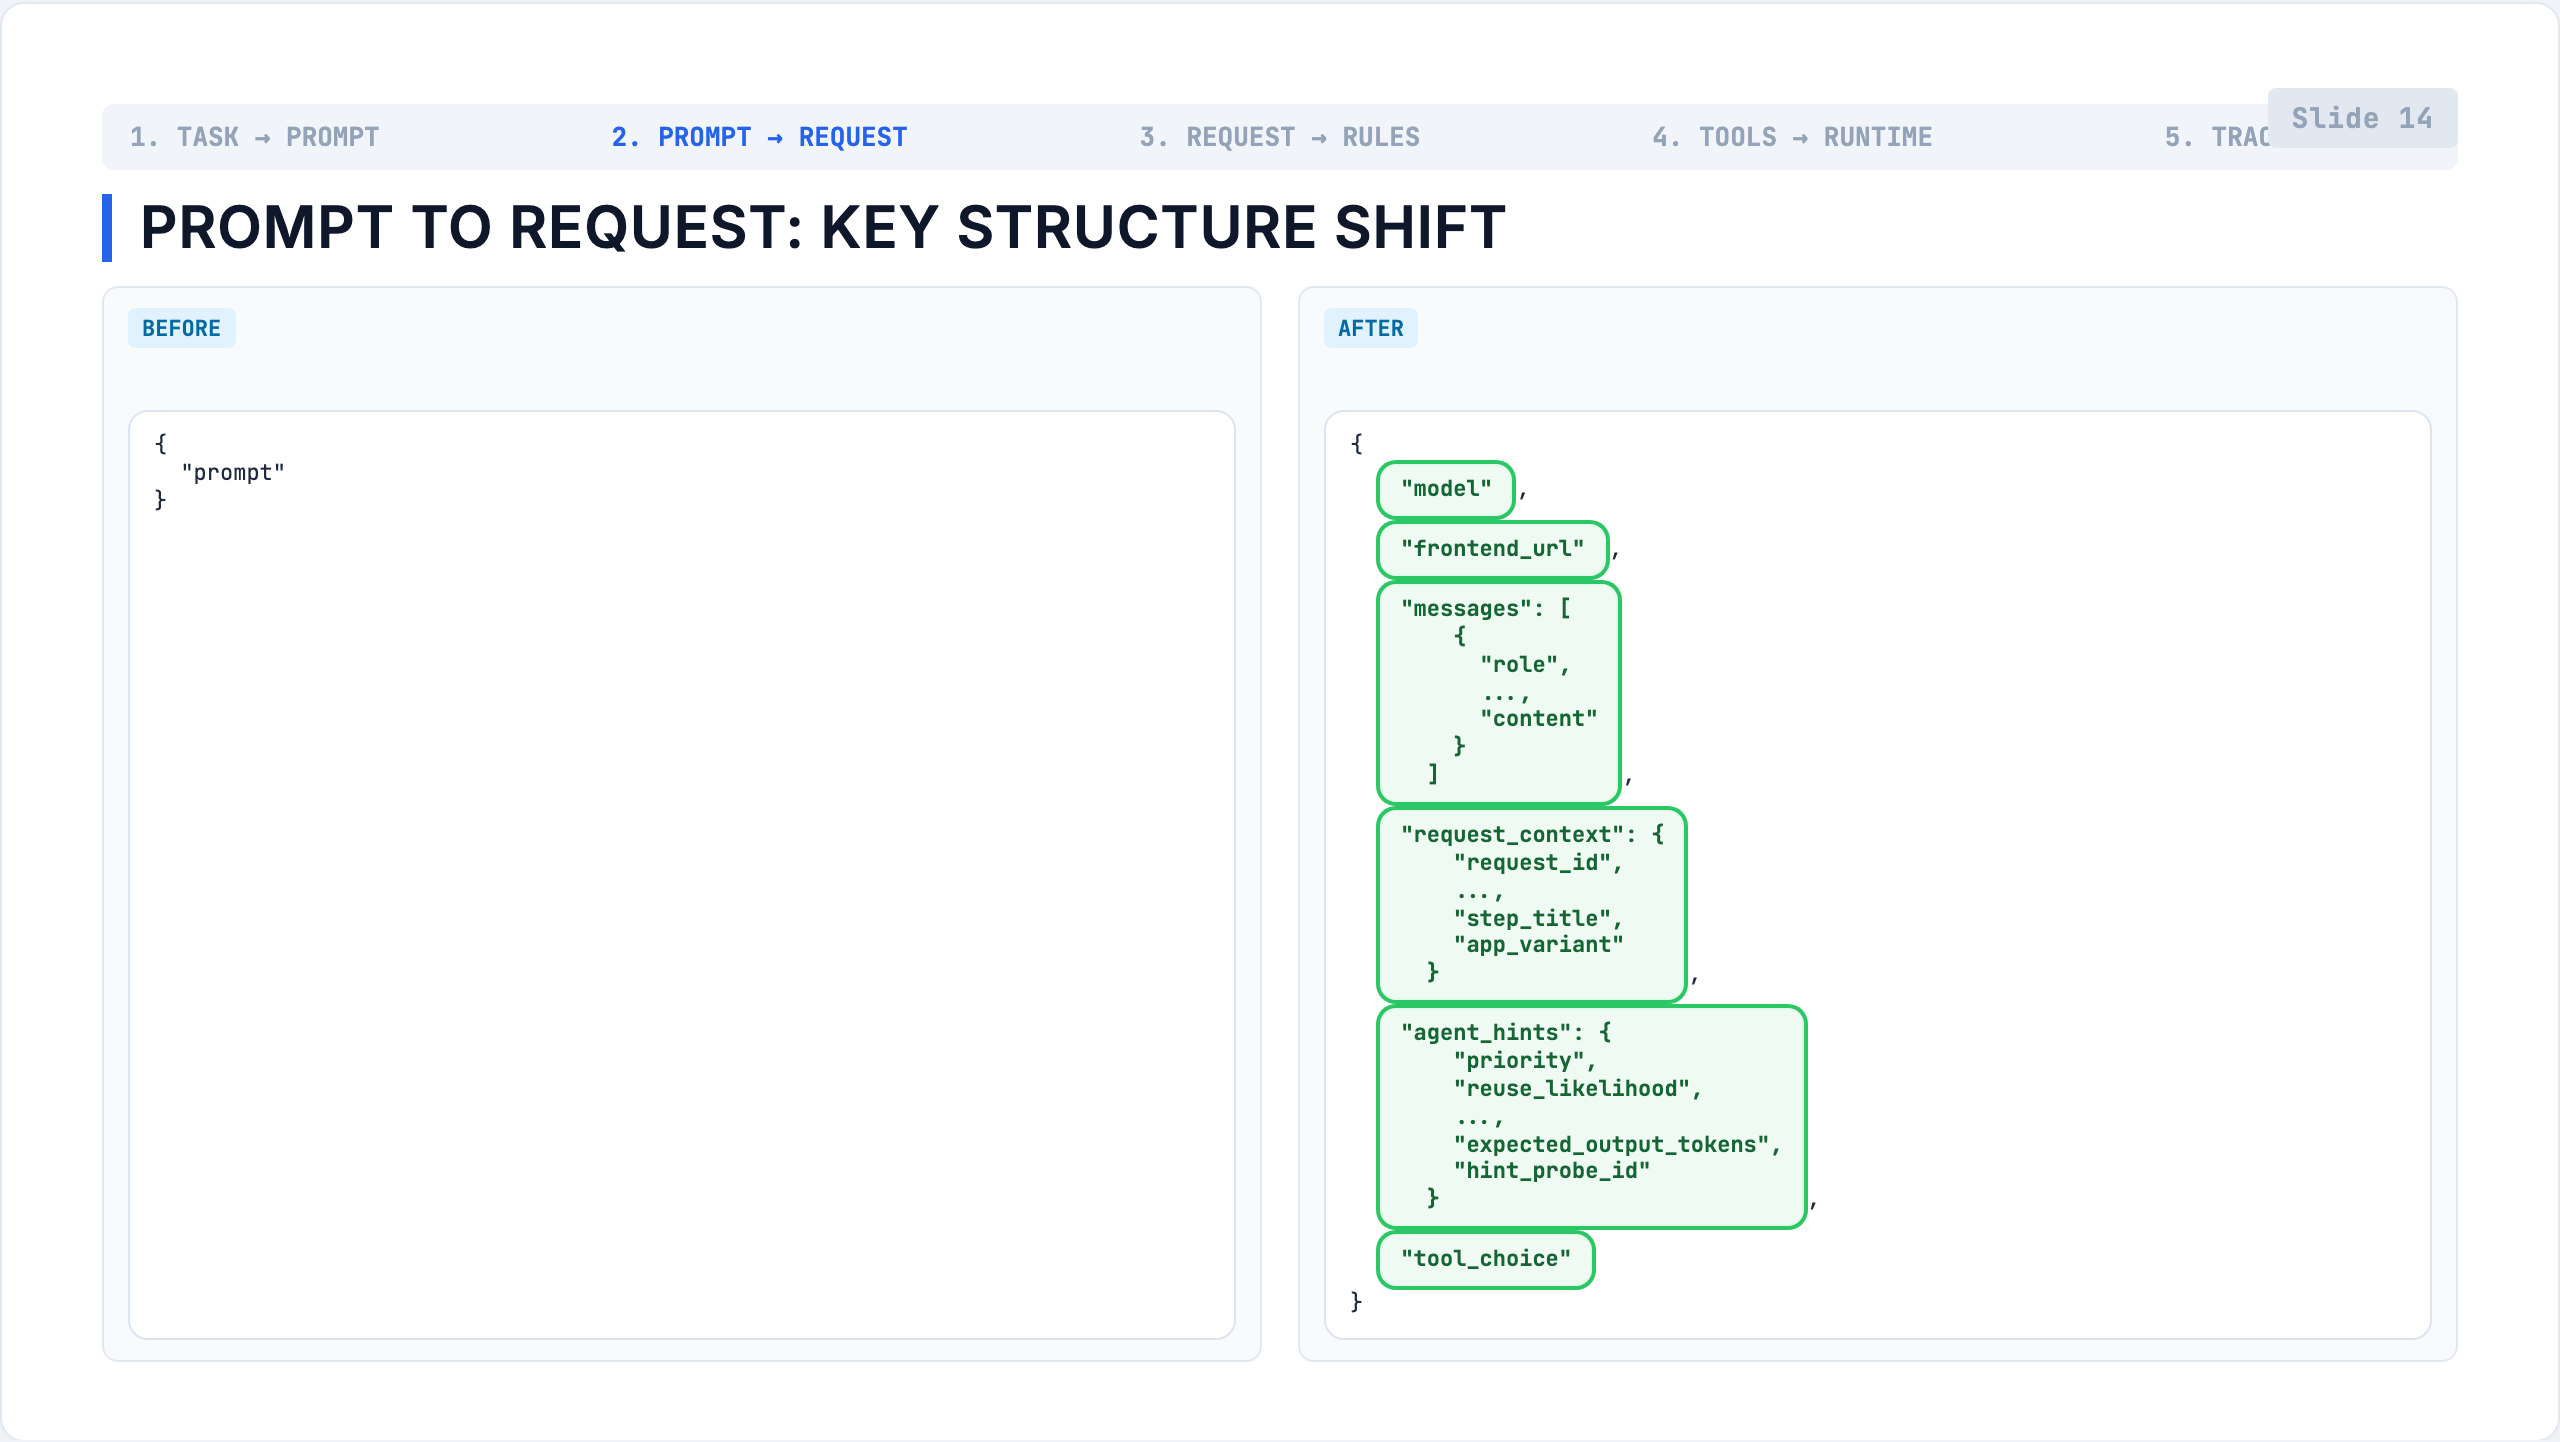 1. TASK → PROMPT
2. PROMPT → REQUEST
3. REQUEST → RULES
4. TOOLS → RUNTIME
5.
Slide 14
PROMPT TO REQUEST: KEY STRUCTURE SHIFT
BEFORE
{
  "prompt"
}
AFTER
{
  "model",
  "frontend_url",
  "messages": [
      {
        "role",
        ...,
        "content"
      }
    ],
  "request_context": {
      "request_id",
      ...,
      "step_title",
      "app_variant"
    },
  "agent_hints": {
      "priority",
      "reuse_likelihood",
      ...,
      "expected_output_tokens",
      "hint_probe_id"
    },
  "tool_choice"
}